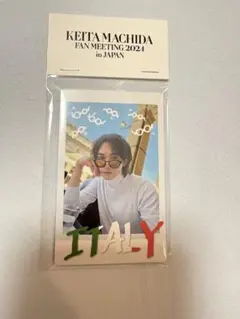 KEITA MACHIDA
FAN MEETING 2024
in JAPAN
ITALY